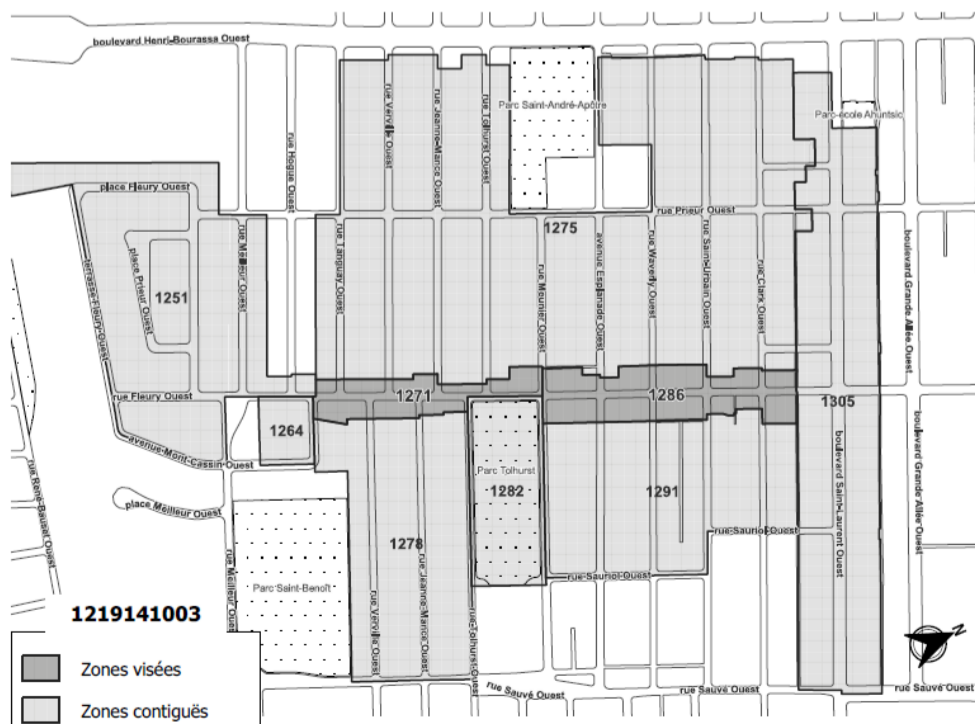 boulevard Henri-Bourassa Ouest
Parc Saint-André-Apôtre
Parc-école Ahuntsic
rue Hogue Ouest
rue Verville Ouest
rue Jeanne-Mance Ouest
rue Tolhurst Ouest
place Fleury Ouest
rue Prieur Ouest
1275
rue Meilleur Ouest
rue Tanguay Ouest
rue Meunier Ouest
avenue Esplanade Ouest
rue Waverly Ouest
rue Saint-Urbain Ouest
rue Clark Ouest
boulevard Grande Allée Ouest
terrasse Fleury Ouest
place Prieur Ouest
1251
rue Fleury Ouest
1271
1286
1305
1264
avenue Mont-Cassin Ouest
rue René-Bauset Ouest
Parc Tolhurst
1282
1291
boulevard Saint-Laurent Ouest
boulevard Grande Allée Ouest
place Meilleur Ouest
rue Sauriol Ouest
1278
rue Sauriol Ouest
rue Meilleur Ouest
Parc Saint-Benoît
rue Verville Ouest
rue Jeanne-Mance Ouest
rue Tolhurst Ouest
1219141003
N
Zones visées
rue Sauvé Ouest
rue Sauvé Ouest
rue Sauvé Ouest
Zones contiguës